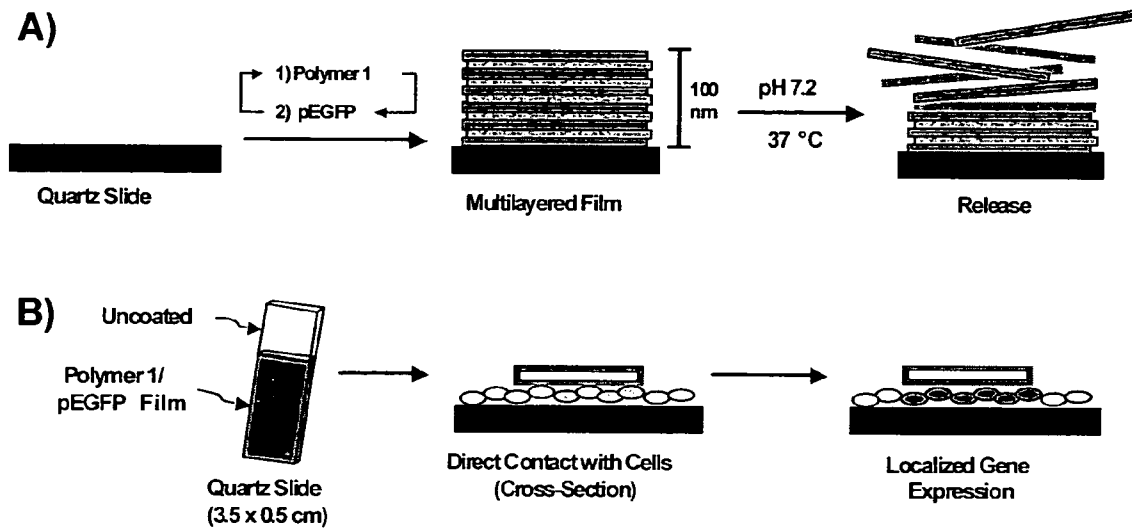 A)
1) Polymer 1
2) pEGFP
Quartz Slide
Multilayered Film
100
nm
pH 7.2
37 °C
Release
B)
Uncoated
Polymer 1/
pEGFP Film
Quartz Slide
(3.5 x 0.5 cm)
Direct Contact with Cells
(Cross-Section)
Localized Gene
Expression